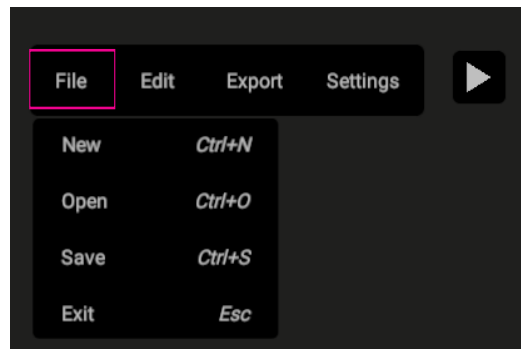 File Edit Export Settings
New Ctrl+N
Open Ctrl+O
Save Ctrl+S
Exit Esc